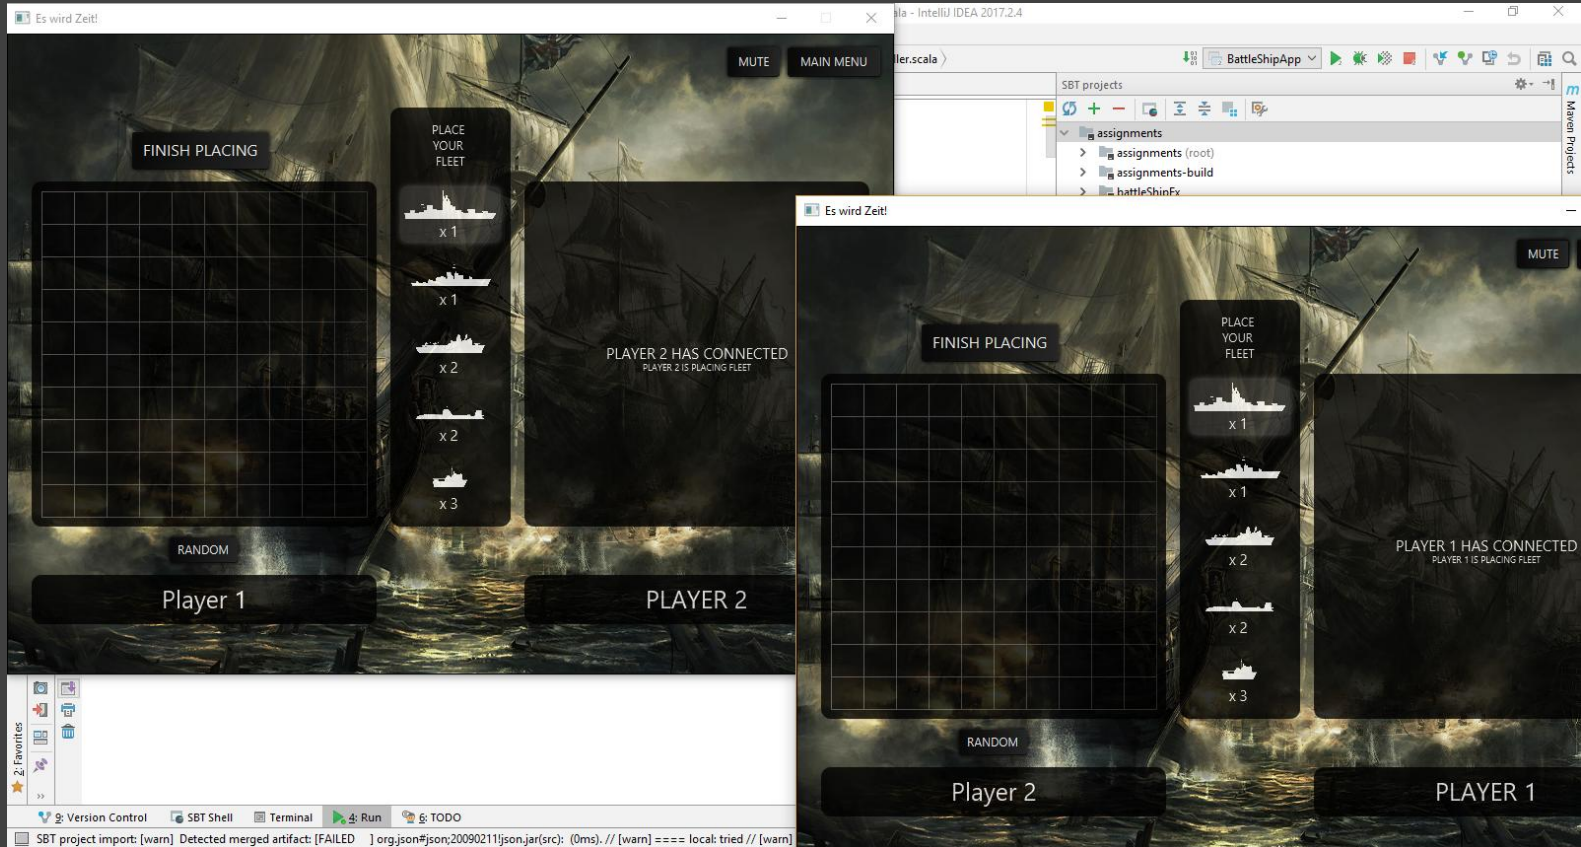 Es wird Zeit!
MUTE
MAIN MENU
FINISH PLACING
PLACE
YOUR
FLEET
x 1
x 1
x 2
x 2
x 3
PLAYER 2 HAS CONNECTED
PLAYER 2 IS PLACING FLEET
RANDOM
Player 1
PLAYER 2
ala - IntelliJ IDEA 2017.2.4
ller.scala
BattleShipApp
SBT projects
assignments
assignments (root)
assignments-build
battleShipFx
Maven Projects
Es wird Zeit!
MUTE
FINISH PLACING
PLACE
YOUR
FLEET
x 1
x 1
x 2
x 2
x 3
PLAYER 1 HAS CONNECTED
PLAYER 1 IS PLACING FLEET
RANDOM
Player 2
PLAYER 1
2: Favorites
9: Version Control
SBT Shell
Terminal
4: Run
6: TODO
SBT project import: [warn] Detected merged artifact: [FAILED ] org.json#json;20090211!json.jar(src): (0ms). // [warn] ==== local: tried // [warn]